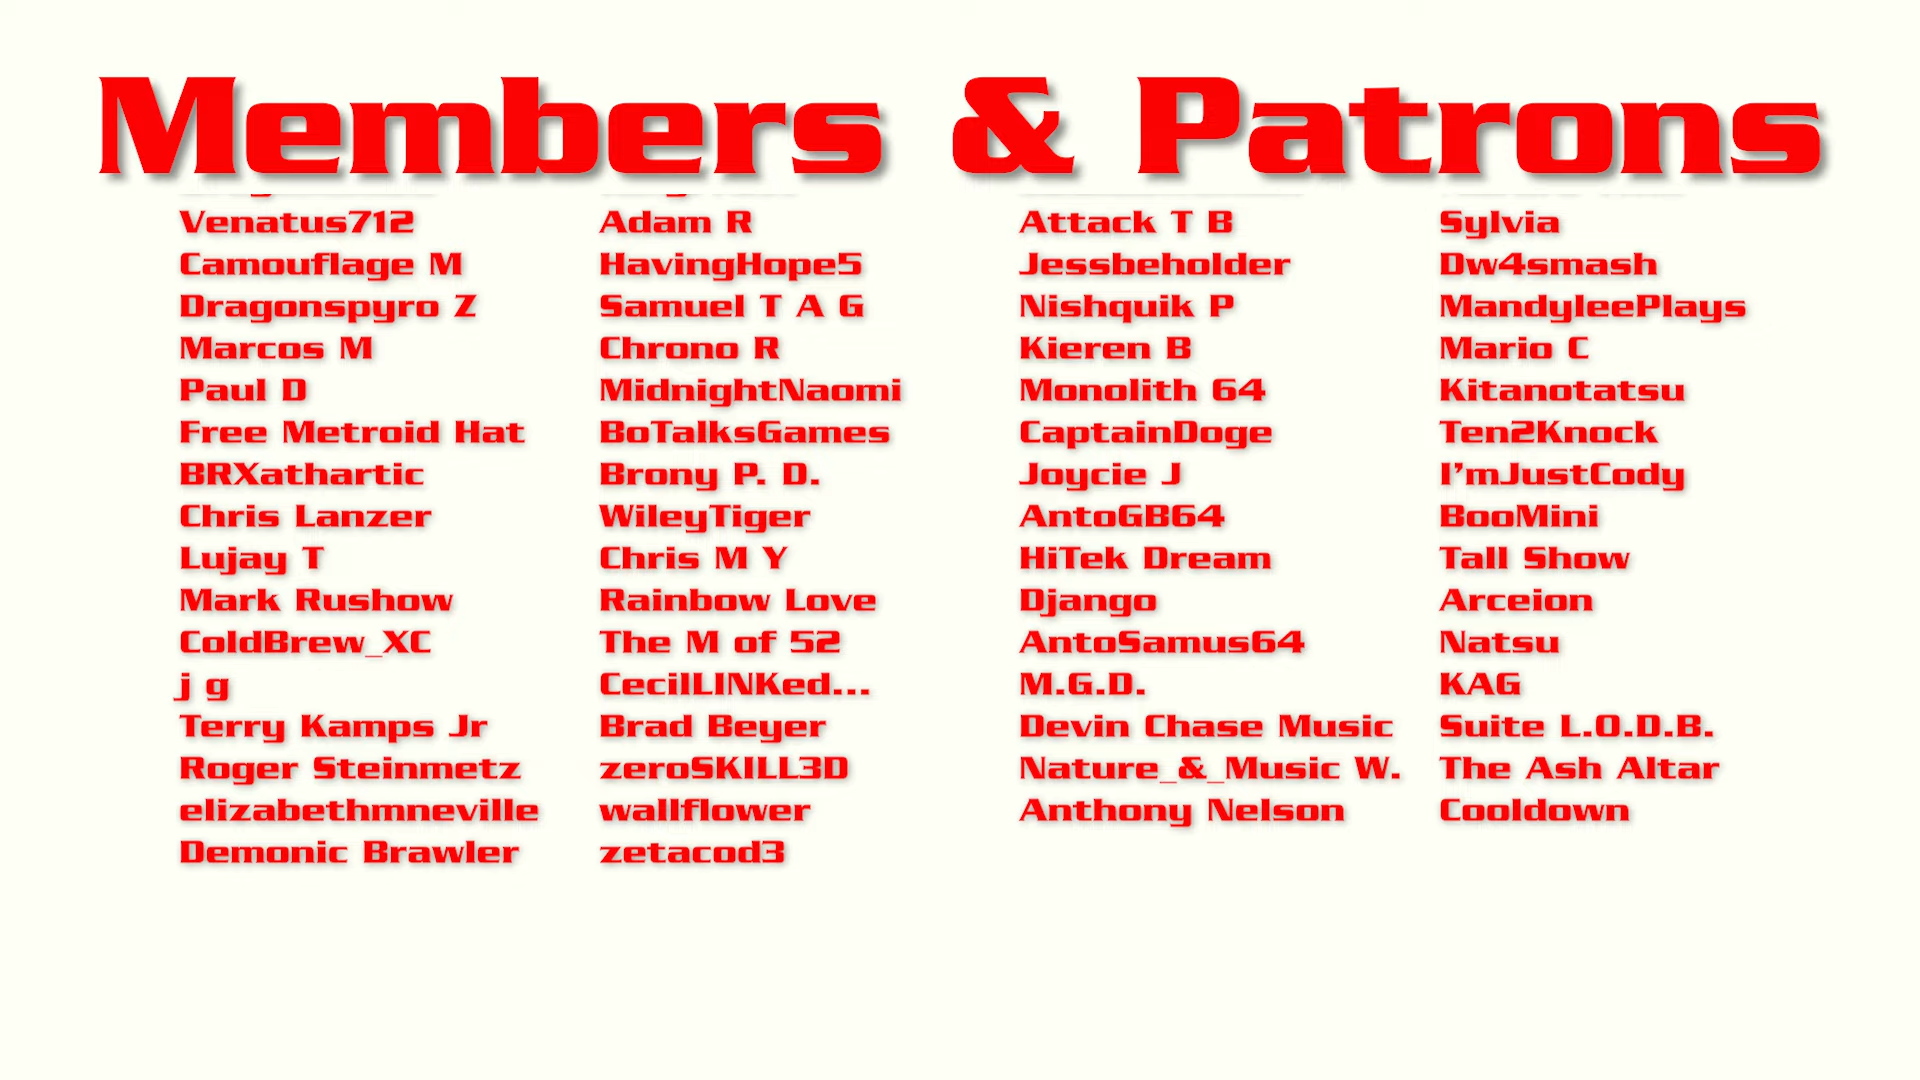 Members & Patrons
Venatus712
Camouflage M
Dragonspyro Z
Marcos M
Paul D
Free Metroid Hat
BRXathartic
Chris Lanzer
Lujay T
Mark Rushow
ColdBrew_XC
j g
Terry Kamps Jr
Roger Steinmetz
elizabethmneville
Demonic Brawler
Adam R
HavingHope5
Samuel T A G
Chrono R
MidnightNaomi
BoTalksGames
Brony P. D.
WileyTiger
Chris M Y
Rainbow Love
The M of 52
CecilLINKed...
Brad Beyer
zeroSKILL3D
wallflower
zetacod3
Attack T B
Jessbeholder
Nishquik P
Kieren B
Monolith 64
CaptainDoge
Joycie J
AntoGB64
HiTek Dream
Django
AntoSamus64
M.G.D.
Devin Chase Music
Nature_&_Music W.
Anthony Nelson
Sylvia
Dw4smash
MandyleePlays
Mario C
Kitanotatsu
Ten2Knock
I'mJustCody
BooMini
Tall Show
Arceion
Natsu
KAG
Suite L.O.D.B.
The Ash Altar
Cooldown